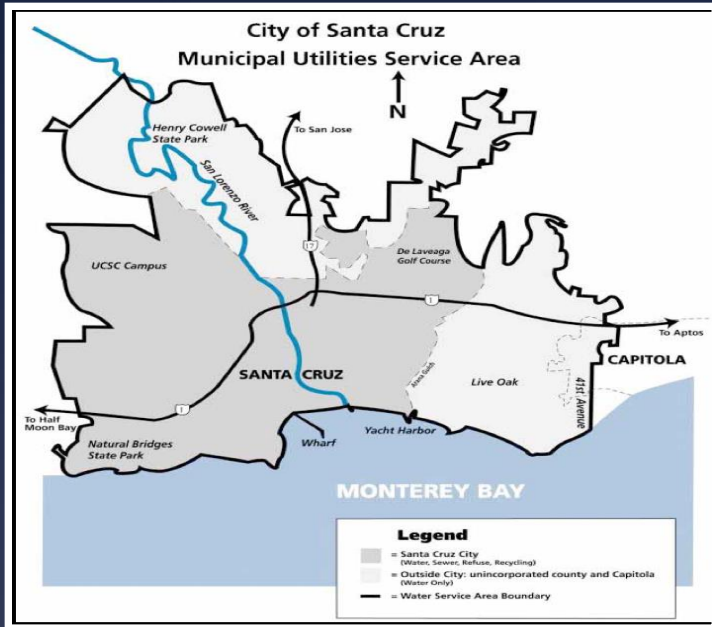 City of Santa Cruz
Municipal Utilities Service Area
N
To San Jose
Henry Cowell
State Park
San Lorenzo River
17
De Laveaga
Golf Course
UCSC Campus
1
To Aptos
CAPITOLA
SANTA CRUZ
Arana Gulch
Live Oak
41st Avenue
1
To Half
Moon Bay
Natural Bridges
State Park
Wharf
Yacht Harbor
MONTEREY BAY
Legend
= Santa Cruz City
(Water, Sewer, Refuse, Recycling)
= Outside City: unincorporated county and Capitola
(Water Only)
= Water Service Area Boundary